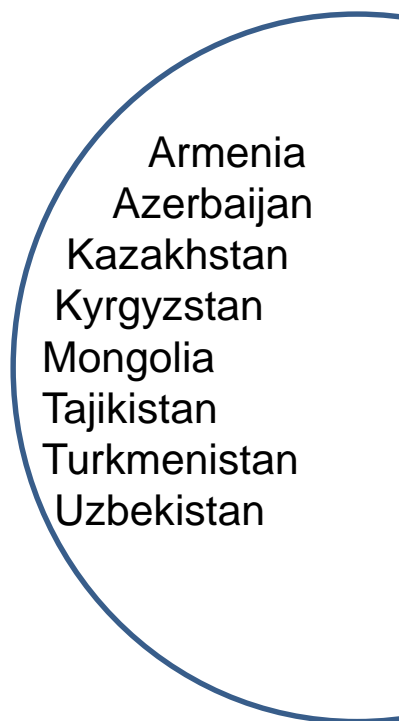 Armenia
Azerbaijan
Kazakhstan
Kyrgyzstan
Mongolia
Tajikistan
Turkmenistan
Uzbekistan